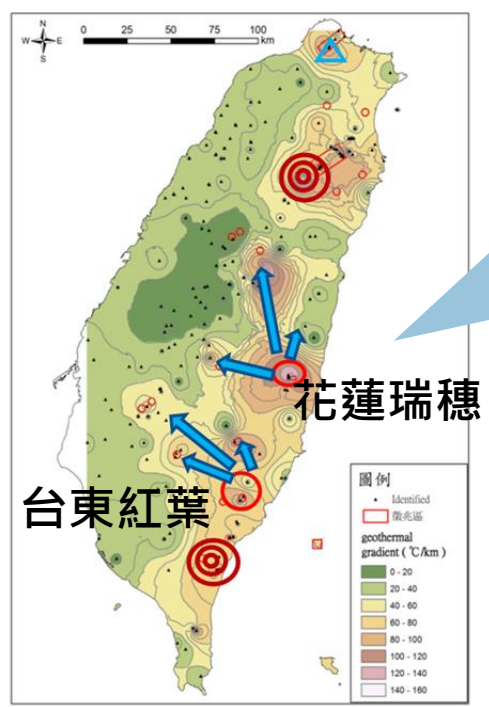 N
W E
S
0 25 50 75 100
km
花蓮瑞穗
台東紅葉
圖例
Identified
徵兆區
geothermal
gradient (℃/km)
0 - 20
20 - 40
40 - 60
60 - 80
80 - 100
100 - 120
120 - 140
140 - 160